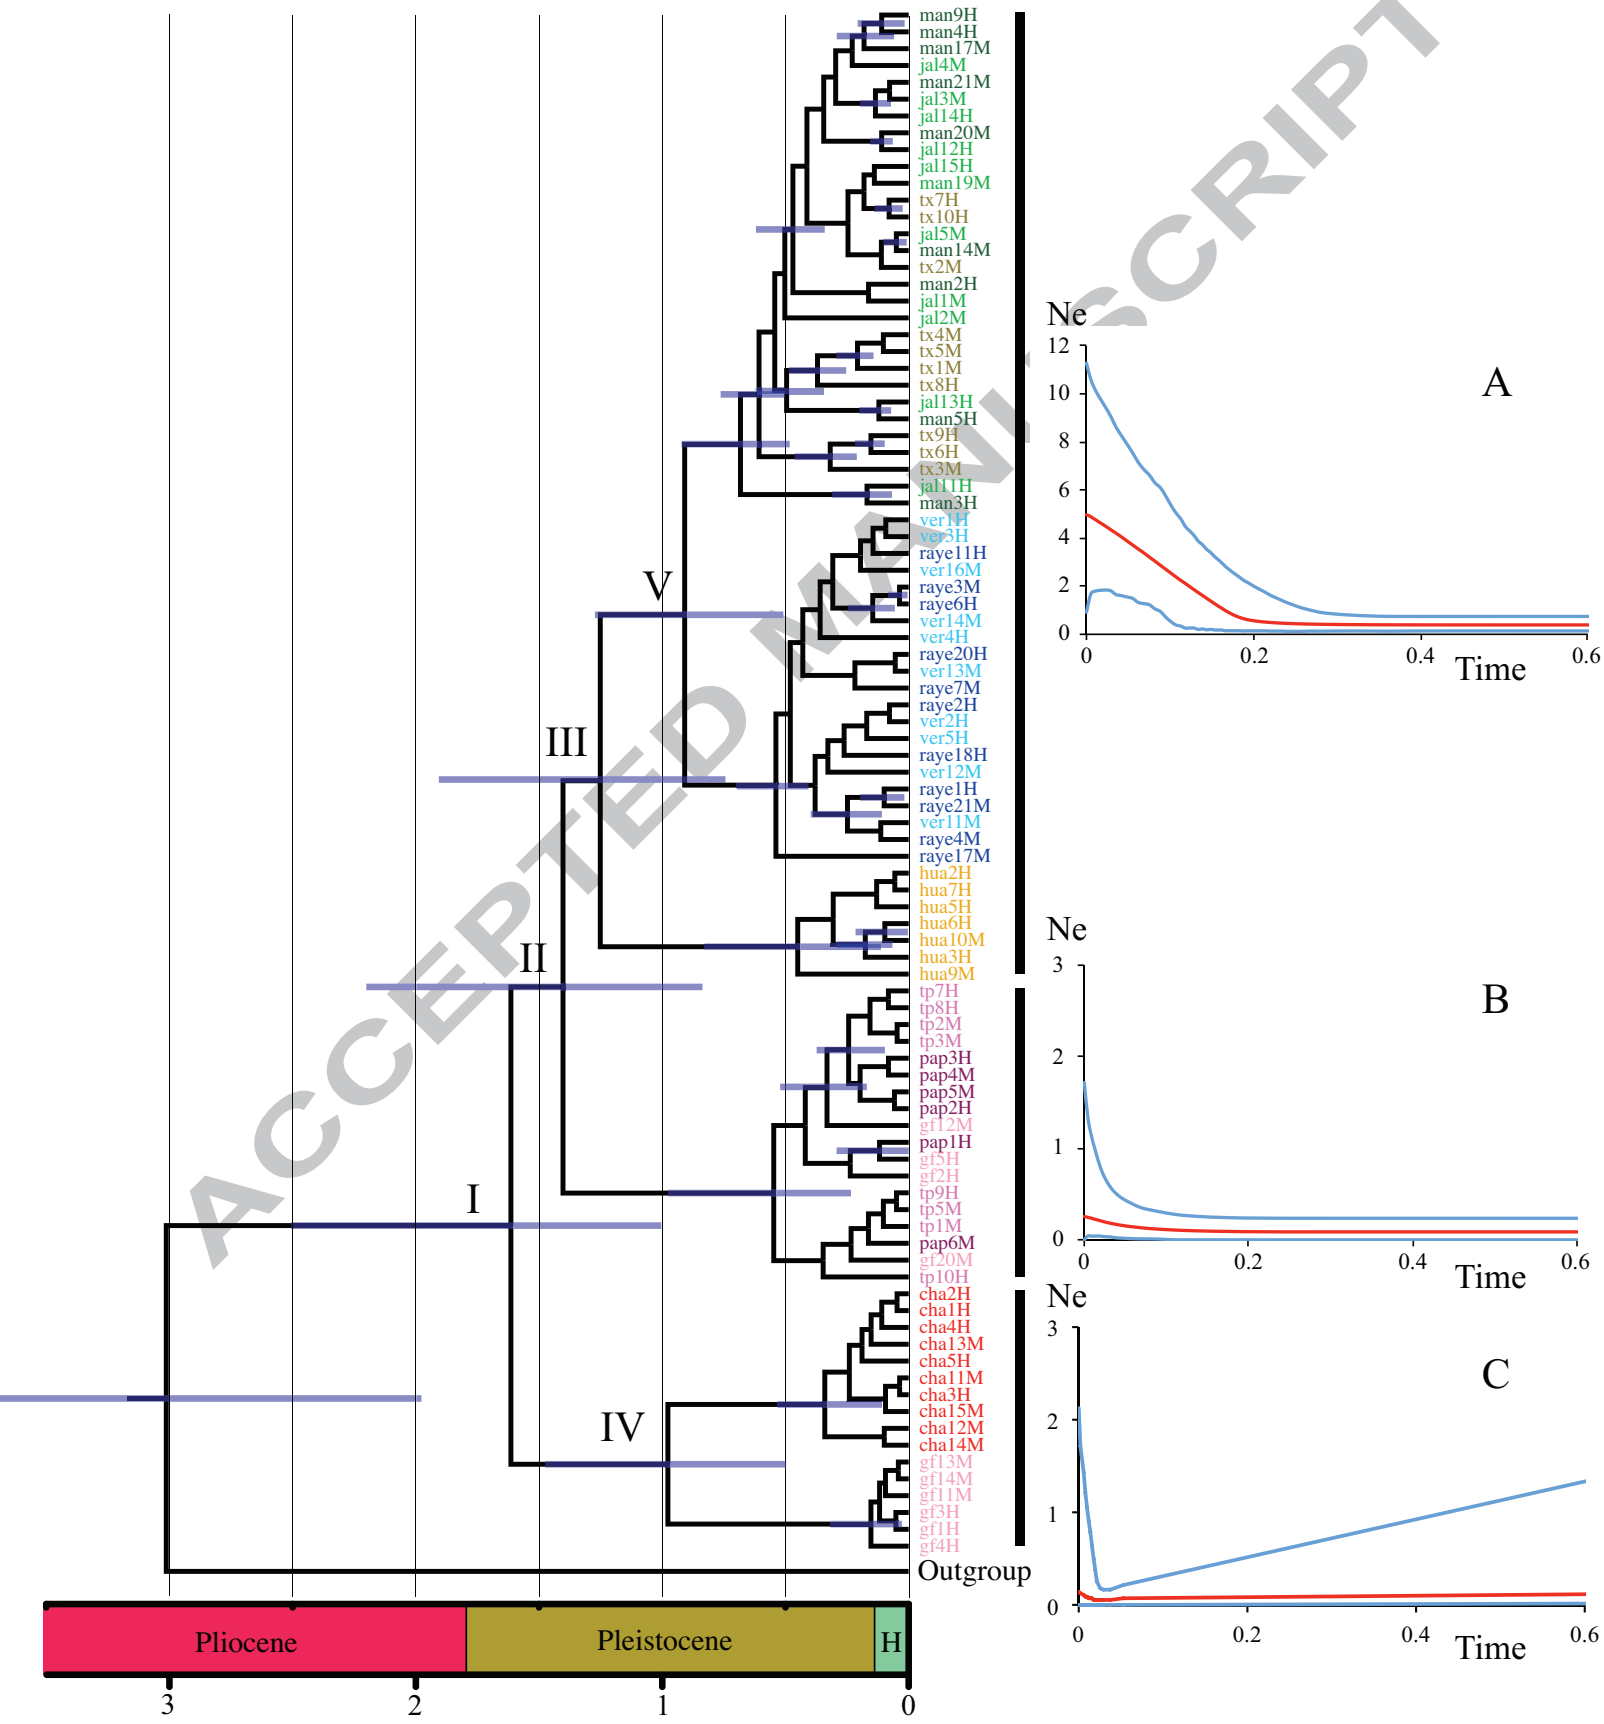 man9H
man4H
man17M
jal4M
man21M
jal3M
jal14H
man20M
jal12H
jal15H
man19M
tx7H
tx10H
jal5M
man14M
tx2M
man2H
jal1M
jal2M
tx4M
tx5M
tx1M
tx8H
jal13H
man5H
tx9H
tx6H
tx3M
jal11H
man3H
ver1H
ver3H
raye11H
ver16M
raye3M
raye6H
ver14M
ver4H
raye20H
ver13M
raye7M
raye2H
ver2H
ver5H
raye18H
ver12M
raye1H
raye21M
ver11M
raye4M
raye17M
hua2H
hua7H
hua5H
hua6H
hua10M
hua3H
hua9M
tp7H
tp8H
tp2M
tp3M
pap3H
pap4M
pap5M
pap2H
gf12M
pap1H
gf5H
gf2H
tp9H
tp5M
tp1M
pap6M
gf20M
tp10H
cha2H
cha1H
cha4H
cha13M
cha5H
cha11M
cha3H
cha15M
cha12M
cha14M
gf13M
gf14M
gf11M
gf3H
gf1H
gf4H
Outgroup
V
III
II
I
IV
Pliocene Pleistocene H
3 2 1 0
Ne
A
12
10
8
6
4
2
0
0 0.2 0.4 0.6
Time
Ne
B
3
2
1
0
0 0.2 0.4 0.6
Time
Ne
C
3
2
1
0
0 0.2 0.4 0.6
Time
ACCEPTED MANUSCRIPT